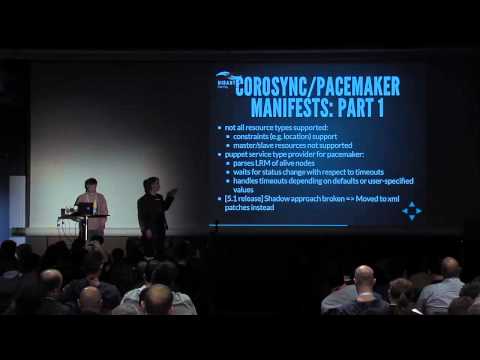 MIRANTIS
COROSYNC/PACEMAKER
MANIFESTS: PART 1
not all resource types supported:
constraints (e.g. location) support
master/slave resources not supported
puppet service type provider for pacemaker:
parses LRM of alive nodes
waits for status change with respect to timeouts
handles timeouts depending on defaults or user-specified
values
[5.1 release] Shadow approach broken => Moved to xml
patches instead